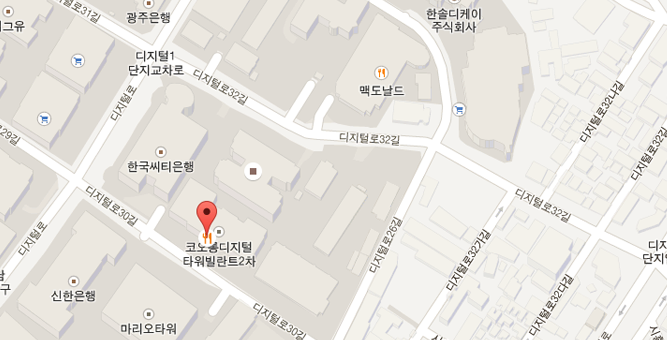 디지털로31길
광주은행
한솔디케이
주식회사
디지털1
단지교차로
디지털로32길
맥도날드
디지털로
디지털로32나길
디지털로32길
한국씨티은행
디지털로30길
디지털로32길
코오롱디지털
타워빌란트2차
디지털로26길
디지털로32가길
디지털로32다길
디지털로
신한은행
마리오타워
디지털로30길